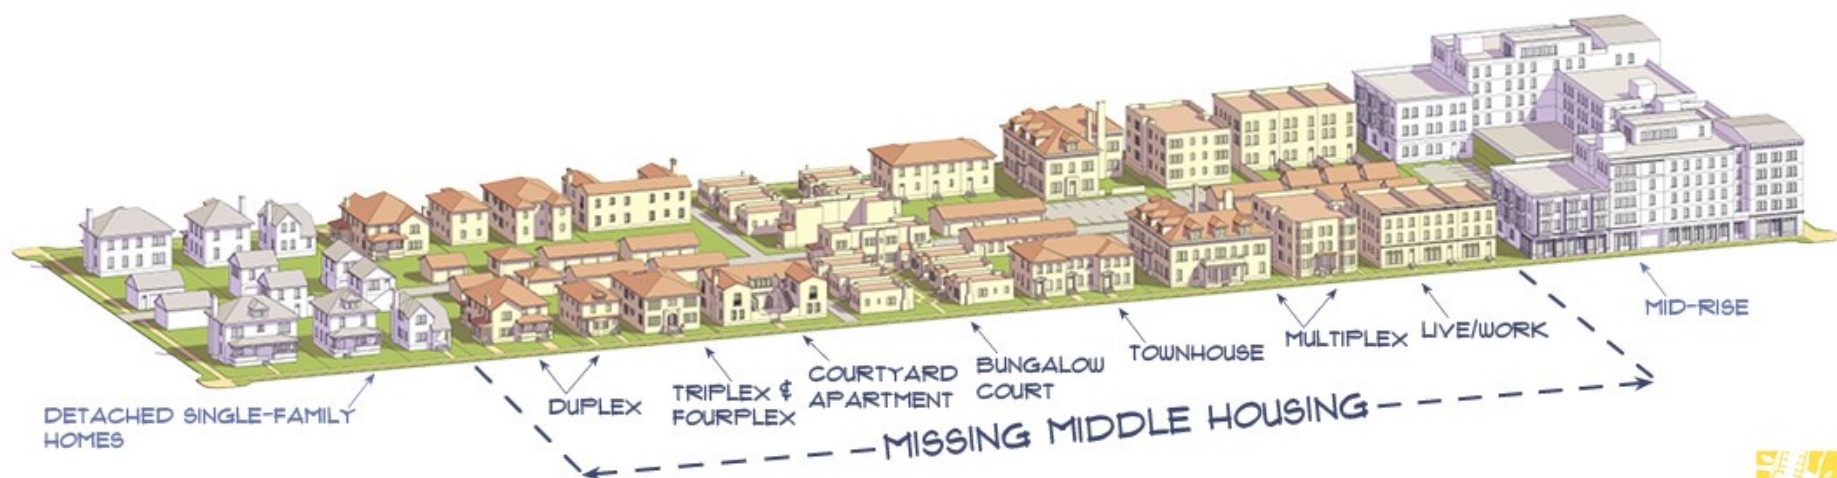 DETACHED SINGLE-FAMILY
HOMES
DUPLEX
TRIPLEX &
FOURPLEX
COURTYARD
APARTMENT
BUNGALOW
COURT
TOWNHOUSE
MULTIPLEX
LIVE/WORK
MID-RISE
MISSING MIDDLE HOUSING